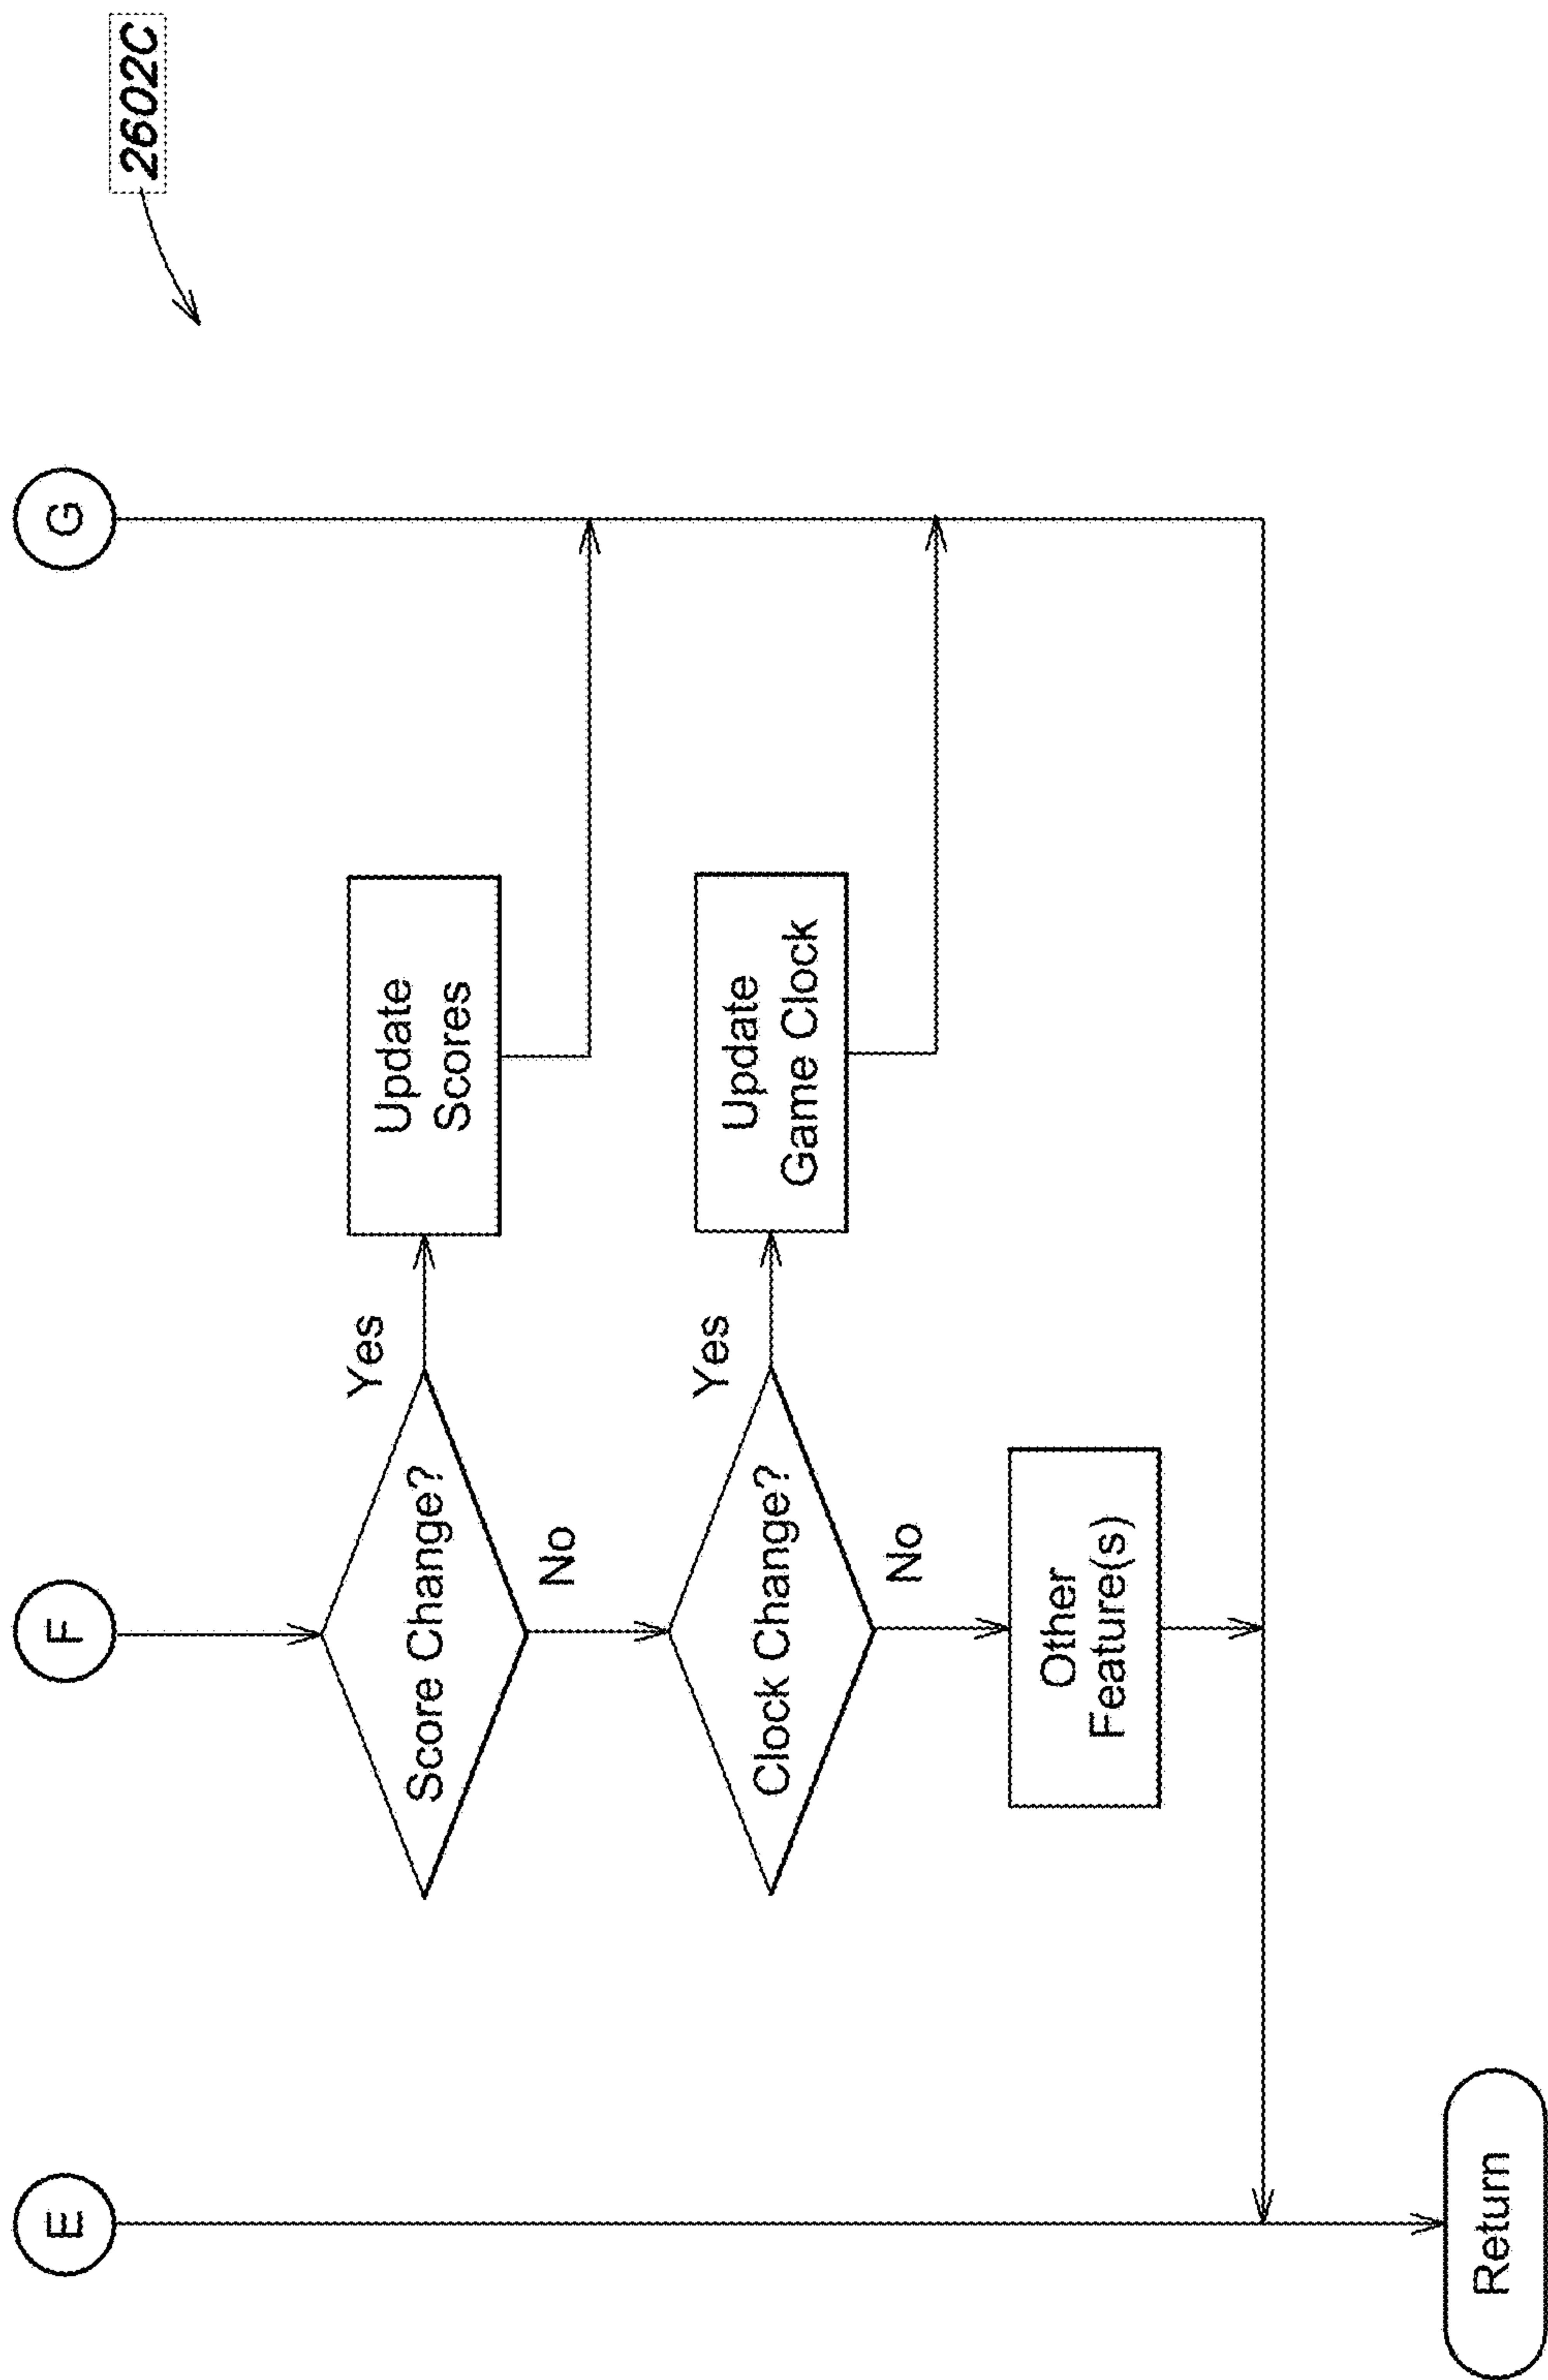 2602C
E
F
G
Score Change?
Yes
Update
Scores
No
Clock Change?
Yes
Update
Game Clock
No
Other
Feature(s)
Return